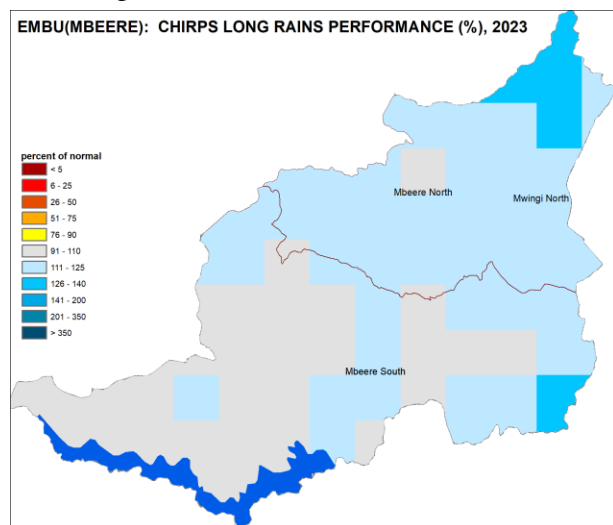 EMBU(MBEERE): CHIRPS LONG RAINS PERFORMANCE (%), 2023
percent of normal
< 5
6 - 25
26 - 50
51 - 75
76 - 90
91 - 110
111 - 125
126 - 140
141 - 200
201 - 350
> 350
Mbeere North
Mwingi North
Mbeere South